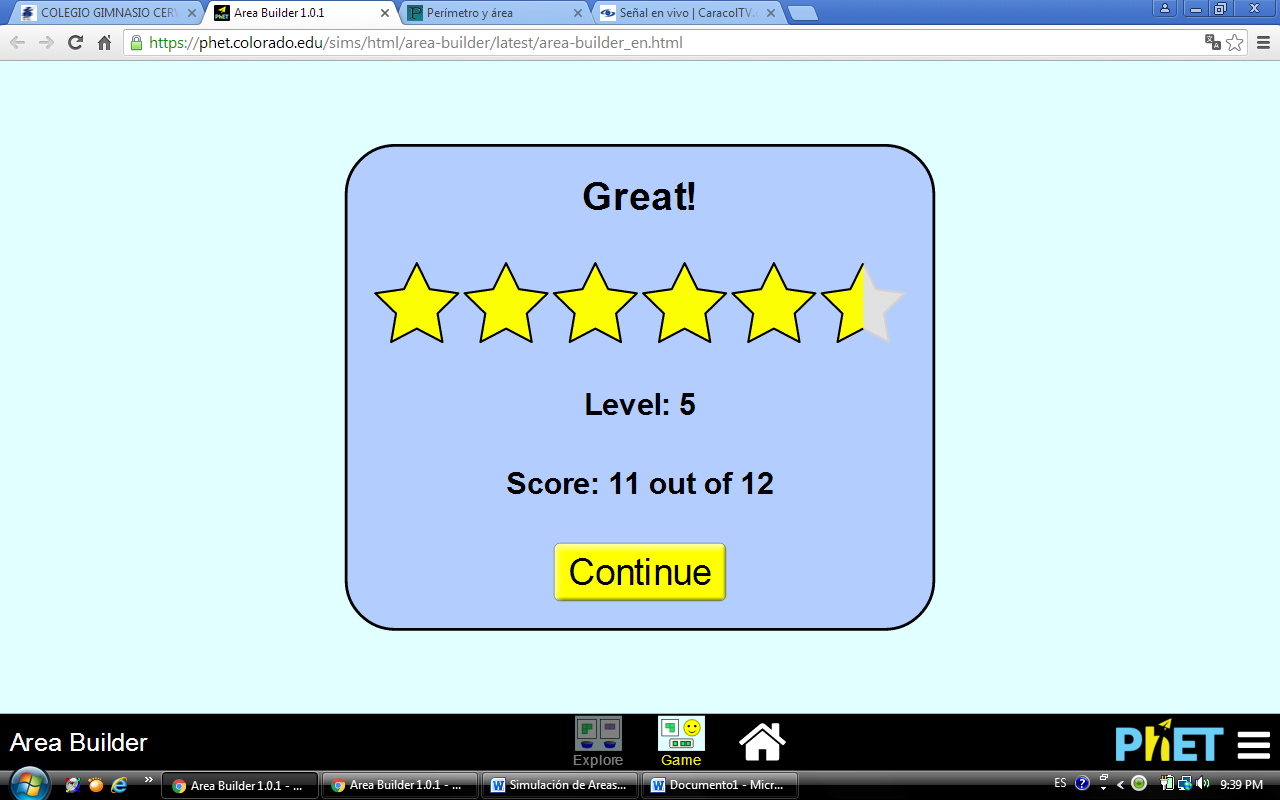 COLEGIO GIMNASIO CER
Area Builder 1.0.1
Perímetro y área
Señal en vivo | CaracolTV.
https://phet.colorado.edu/sims/html/area-builder/latest/area-builder_en.html
Great!
Level: 5
Score: 11 out of 12
Continue
Area Builder
Explore
Game
PhET
Area Builder 1.0.1 - ...
Area Builder 1.0.1 - ...
Simulación de Areas...
Documento1 - Micr...
ES
9:39 PM